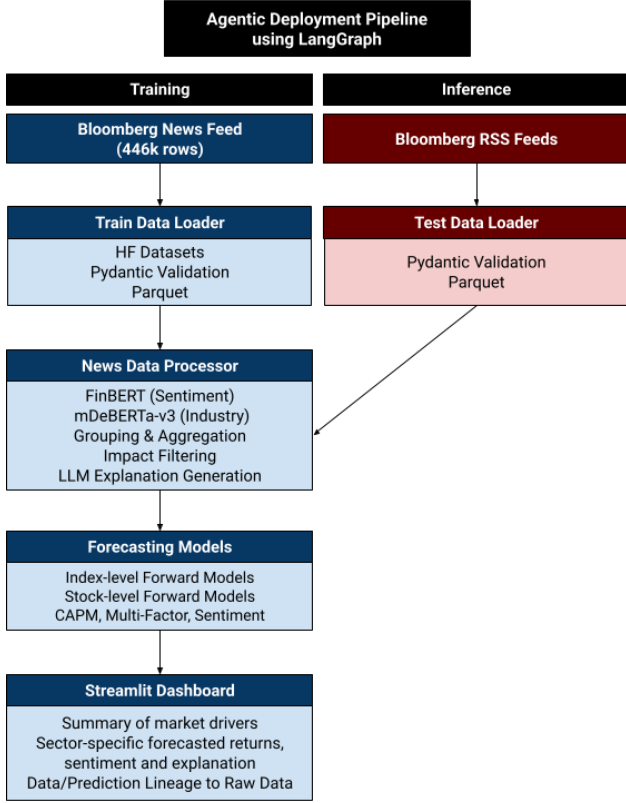 Agentic Deployment Pipeline
using LangGraph
Training
Inference
Bloomberg News Feed
(446k rows)
Bloomberg RSS Feeds
Train Data Loader
HF Datasets
Pydantic Validation
Parquet
Test Data Loader
Pydantic Validation
Parquet
News Data Processor
FinBERT (Sentiment)
mDeBERTa-v3 (Industry)
Grouping & Aggregation
Impact Filtering
LLM Explanation Generation
Forecasting Models
Index-level Forward Models
Stock-level Forward Models
CAPM, Multi-Factor, Sentiment
Streamlit Dashboard
Summary of market drivers
Sector-specific forecasted returns,
sentiment and explanation
Data/Prediction Lineage to Raw Data